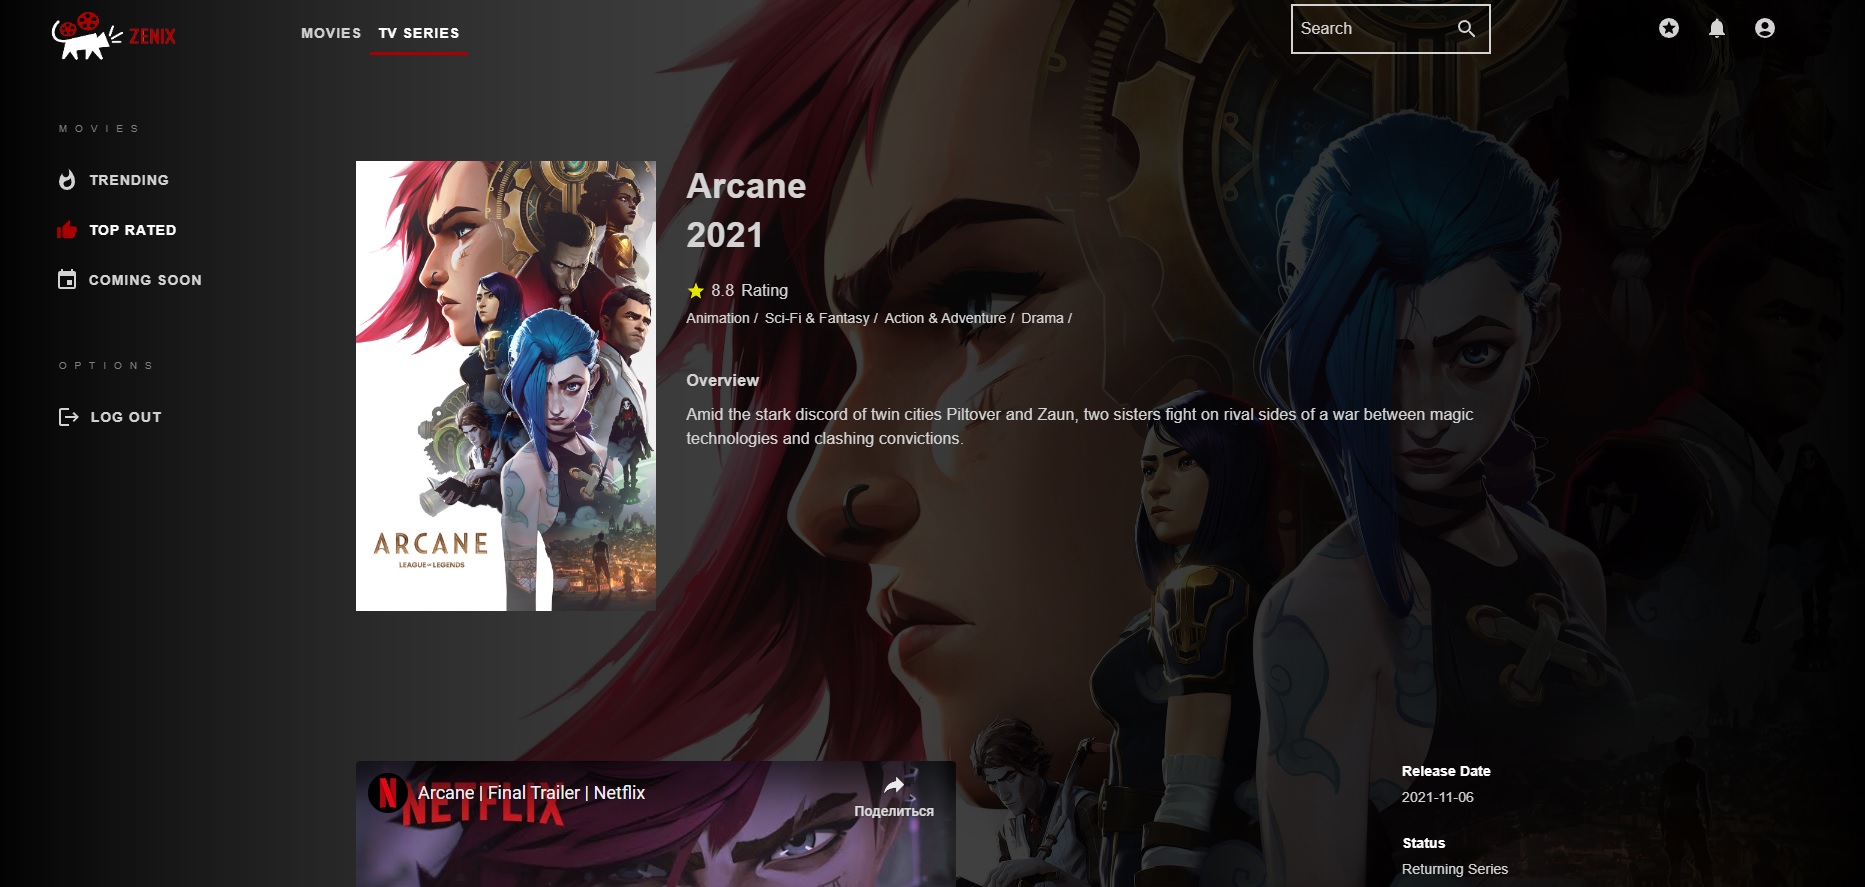 ZENIX
MOVIES
TV SERIES
Search
MOVIES
TRENDING
TOP RATED
COMING SOON
OPTIONS
LOG OUT
ARCANE
LEAGUE OF LEGENDS
Arcane
2021
8.8 Rating
Animation / Sci-Fi & Fantasy / Action & Adventure / Drama /
Overview
Amid the stark discord of twin cities Piltover and Zaun, two sisters fight on rival sides of a war between magic
technologies and clashing convictions.
N
Arcane | Final Trailer | Netflix
Поделиться
NETFLIX
Release Date
2021-11-06
Status
Returning Series